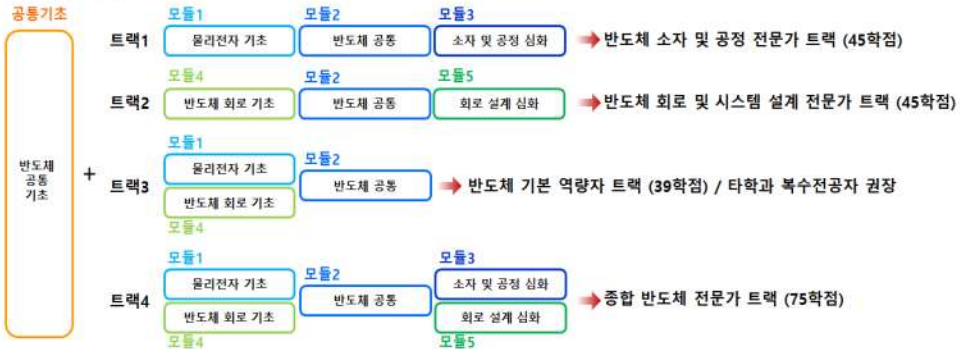 공통기초
반도체
공통
기초
+
모듈1 모듈2 모듈3
트랙1 물리전자 기초 반도체 공통 소자 및 공정 심화 반도체 소자 및 공정 전문가 트랙 (45학점)
모듈4 모듈2 모듈5
트랙2 반도체 회로 기초 반도체 공통 회로 설계 심화 반도체 회로 및 시스템 설계 전문가 트랙 (45학점)
모듈1
물리전자 기초
모듈2
트랙3 반도체 공통 반도체 기본 역량자 트랙 (39학점) / 타학과 복수전공자 권장
반도체 회로 기초
모듈4
모듈1 모듈3
물리전자 기초 소자 및 공정 심화
모듈2
트랙4 반도체 공통 종합 반도체 전문가 트랙 (75학점)
반도체 회로 기초 회로 설계 심화
모듈4 모듈5